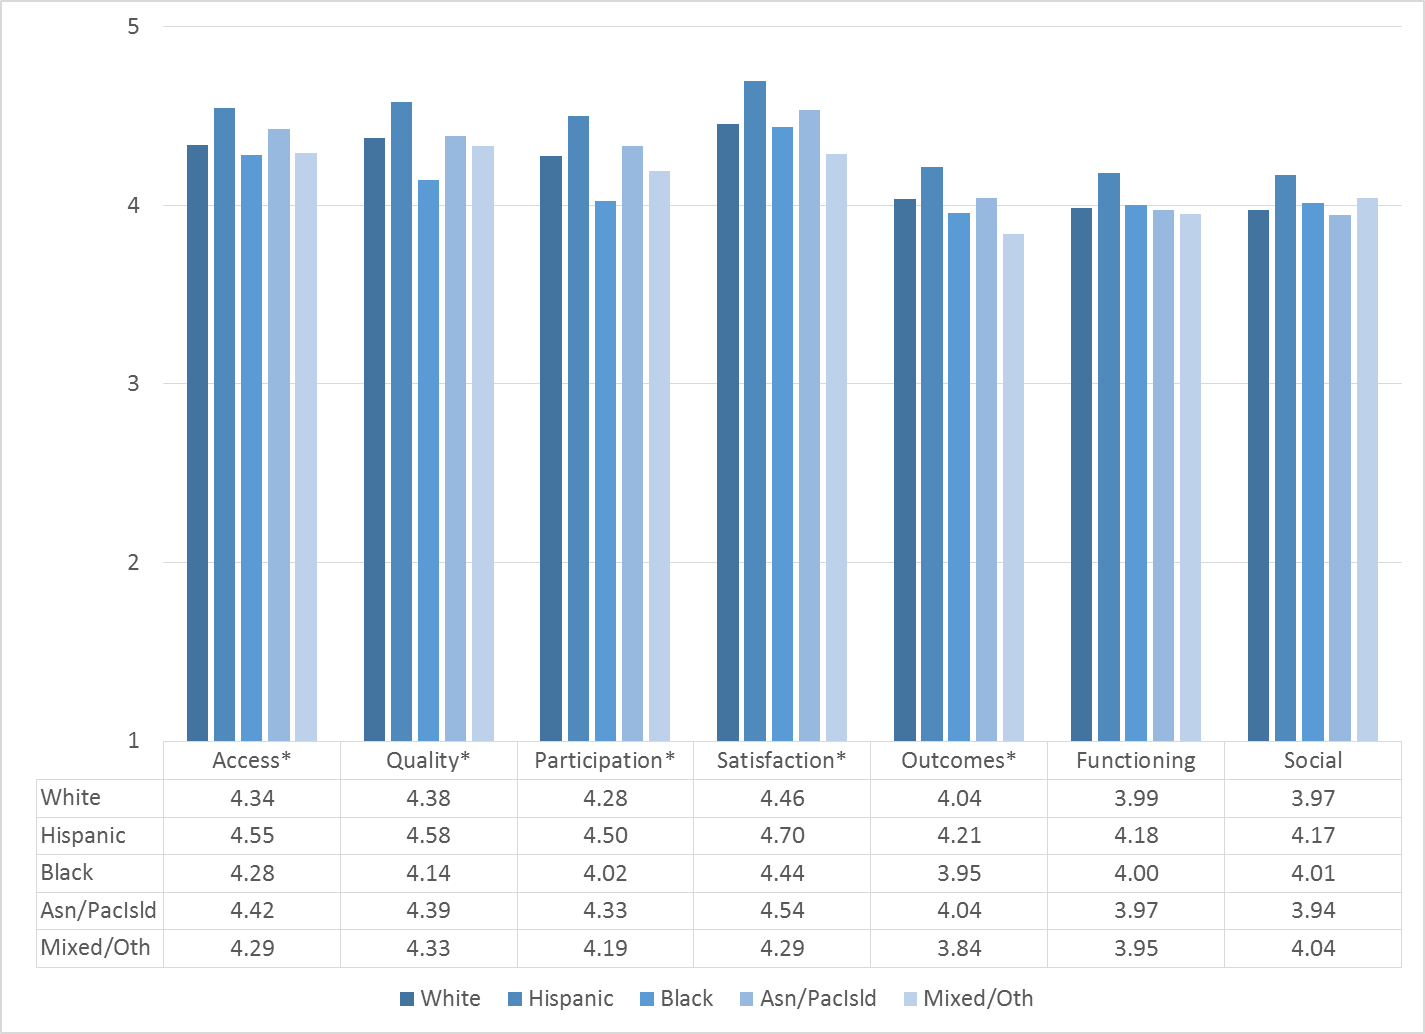 5
4
3
2
1
Access* Quality* Participation* Satisfaction* Outcomes* Functioning Social
White 4.34 4.38 4.28 4.46 4.04 3.99 3.97
Hispanic 4.55 4.58 4.50 4.70 4.21 4.18 4.17
Black 4.28 4.14 4.02 4.44 3.95 4.00 4.01
Asn/PacIsld 4.42 4.39 4.33 4.54 4.04 3.97 3.94
Mixed/Oth 4.29 4.33 4.19 4.29 3.84 3.95 4.04
White Hispanic Black Asn/PacIsld Mixed/Oth